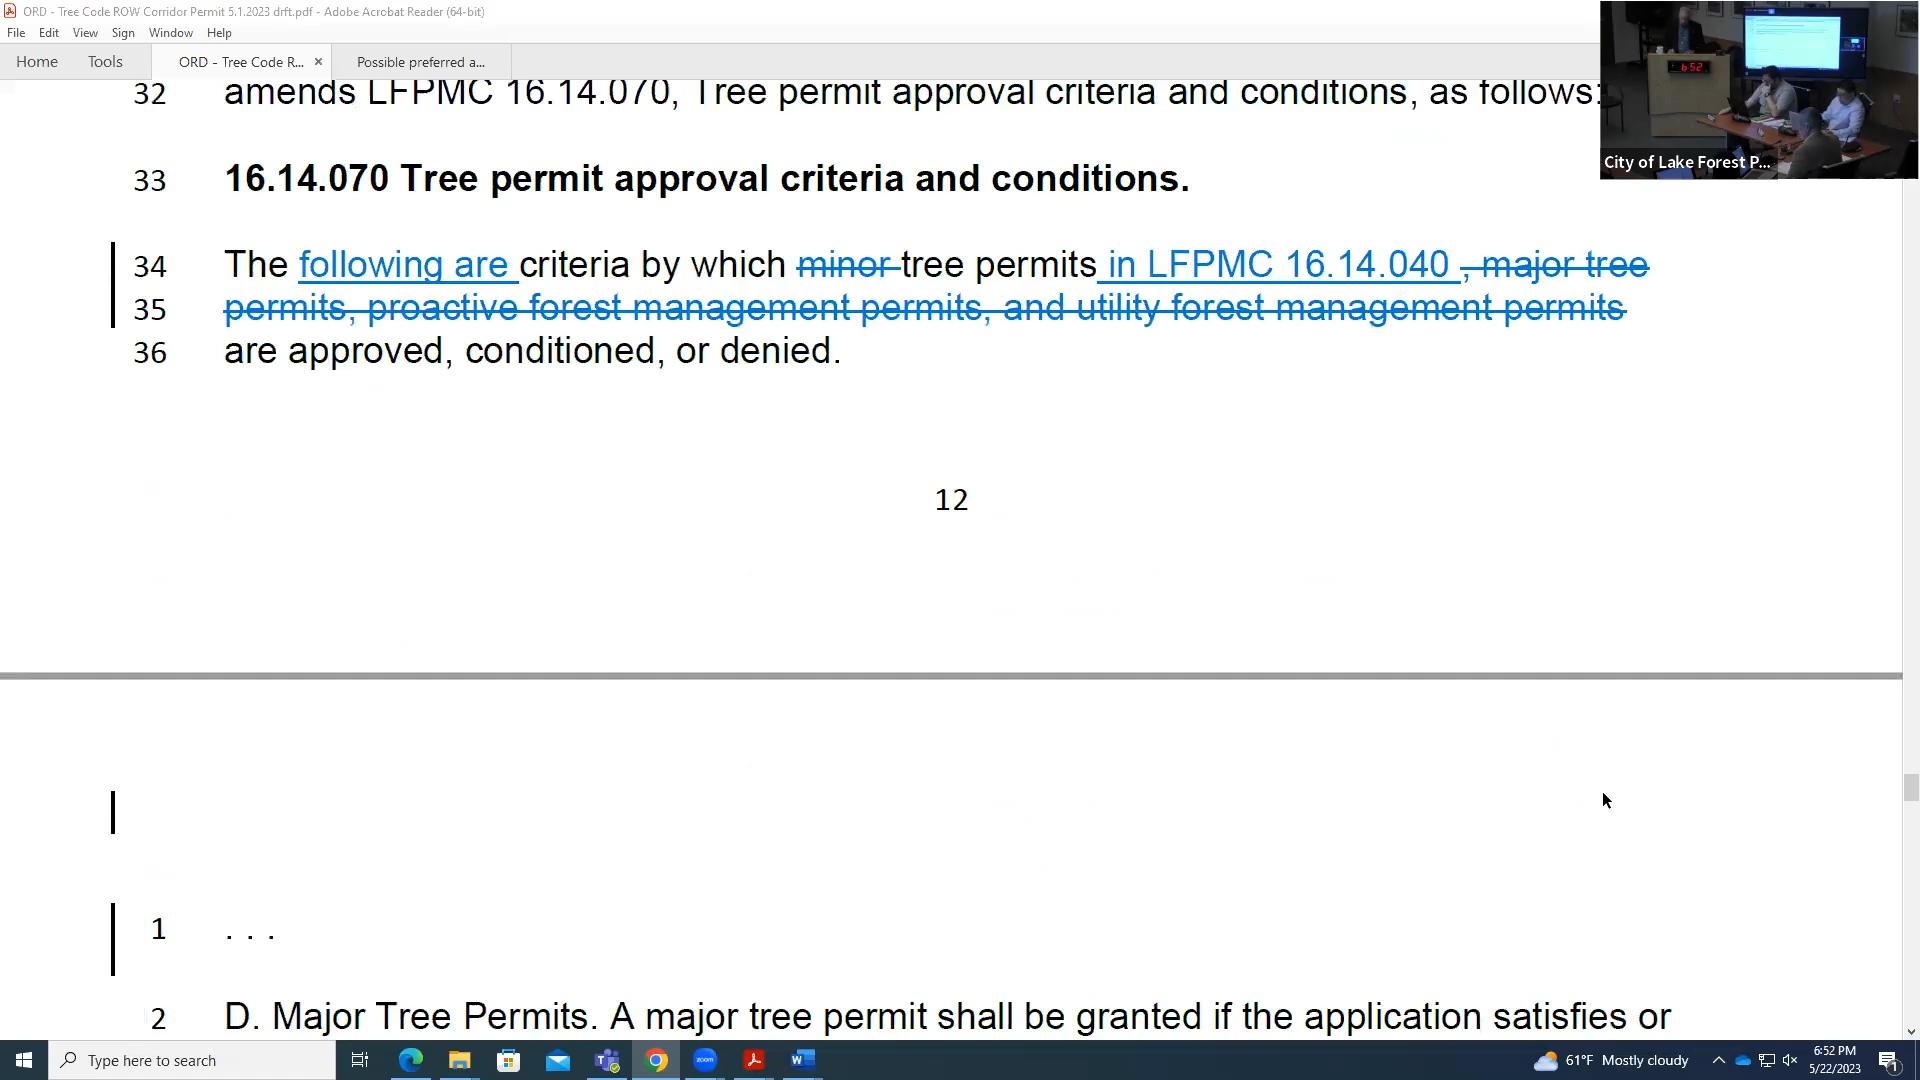 ORD - Tree Code ROW Corridor Permit 5.1.2023 drft.pdf - Adobe Acrobat Reader (64-bit)
File Edit View Sign Window Help
Home Tools ORD - Tree Code R... × Possible preferred a...
32 amends LFPMC 16.14.070, Tree permit approval criteria and conditions, as follows:
6:52
City of Lake Forest P...
33 16.14.070 Tree permit approval criteria and conditions.
34 The following are criteria by which minor tree permits in LFPMC 16.14.040 , major tree
35 permits, proactive forest management permits, and utility forest management permits
36 are approved, conditioned, or denied.
12
1 . . .
2 D. Major Tree Permits. A major tree permit shall be granted if the application satisfies or
Type here to search
zoom
61°F Mostly cloudy
6:52 PM
5/22/2023
1